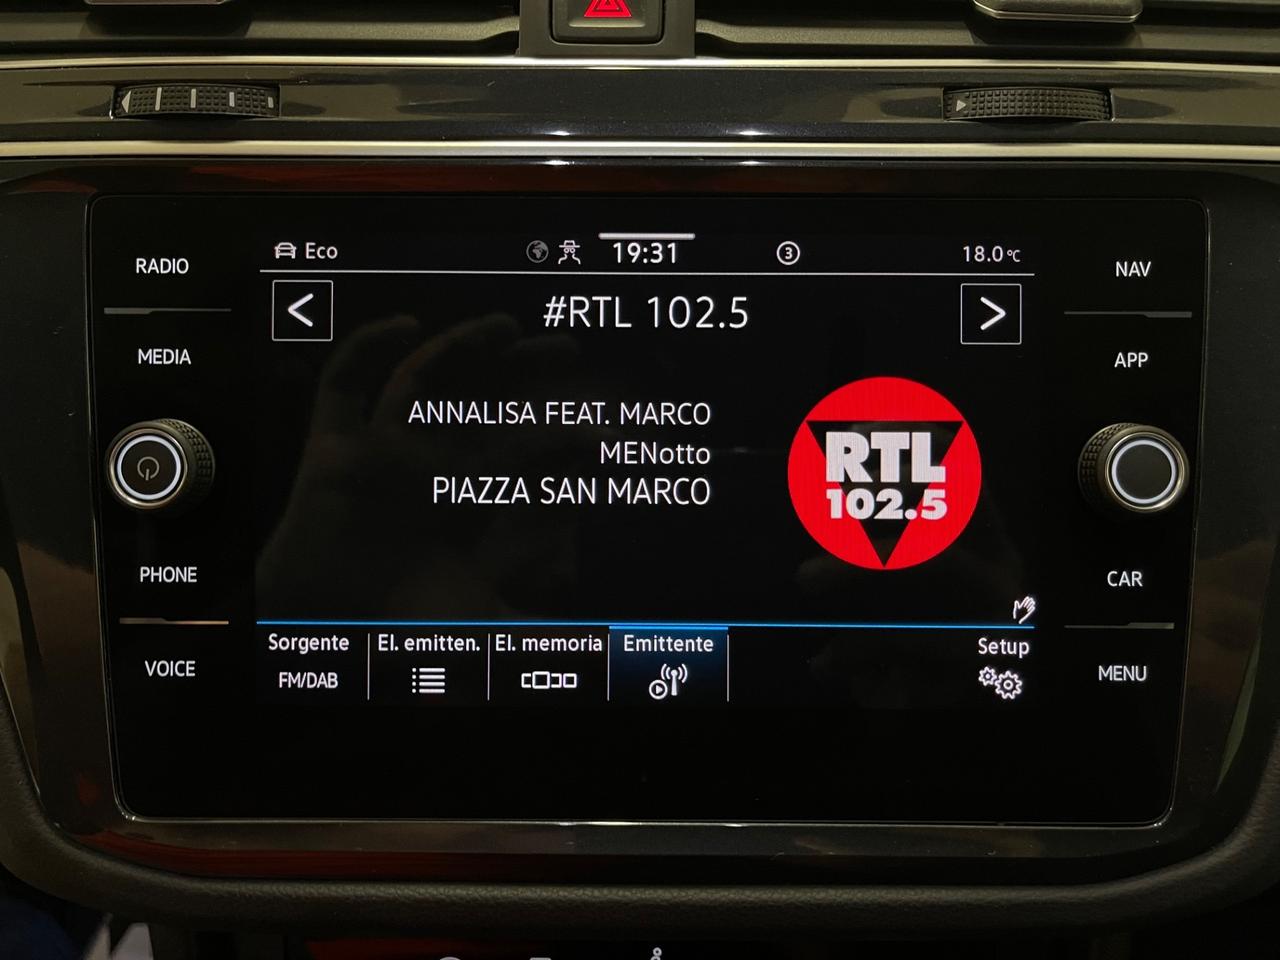 RADIO
MEDIA
PHONE
VOICE
Eco
19:31
3
18.0°C
< #RTL 102.5 >
ANNALISA FEAT. MARCO
MENotto
PIAZZA SAN MARCO
RTL
102.5
Sorgente
FM/DAB
El. emitten.
El. memoria
Emittente
Setup
NAV
APP
CAR
MENU